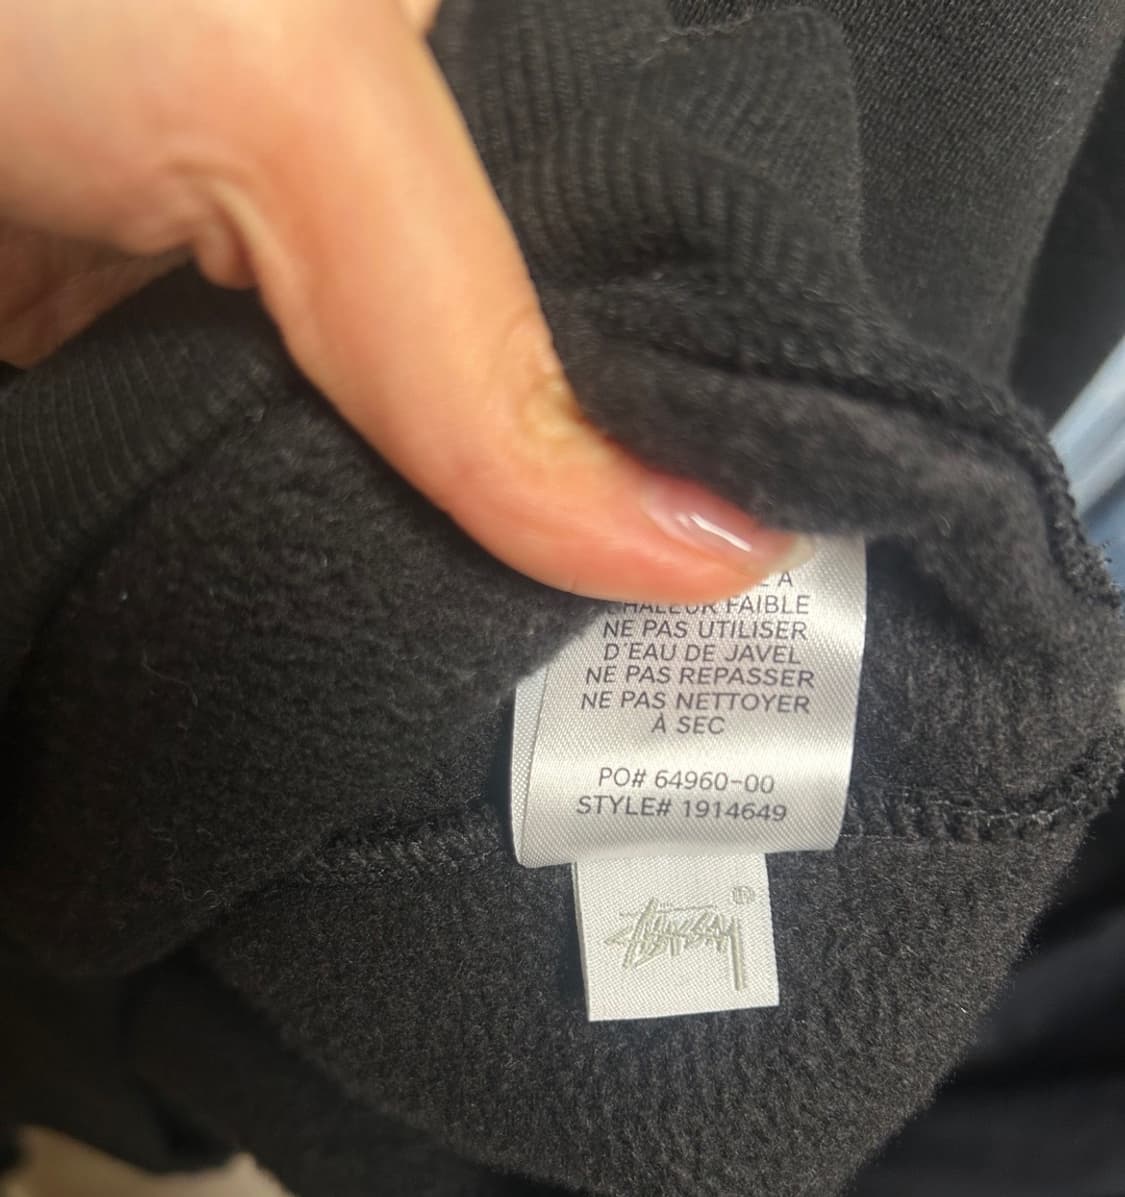 À
CHALEUR FAIBLE
NE PAS UTILISER
D'EAU DE JAVEL
NE PAS REPASSER
NE PAS NETTOYER
À SEC
PO# 64960-00
STYLE# 1914649
STÜSSY®